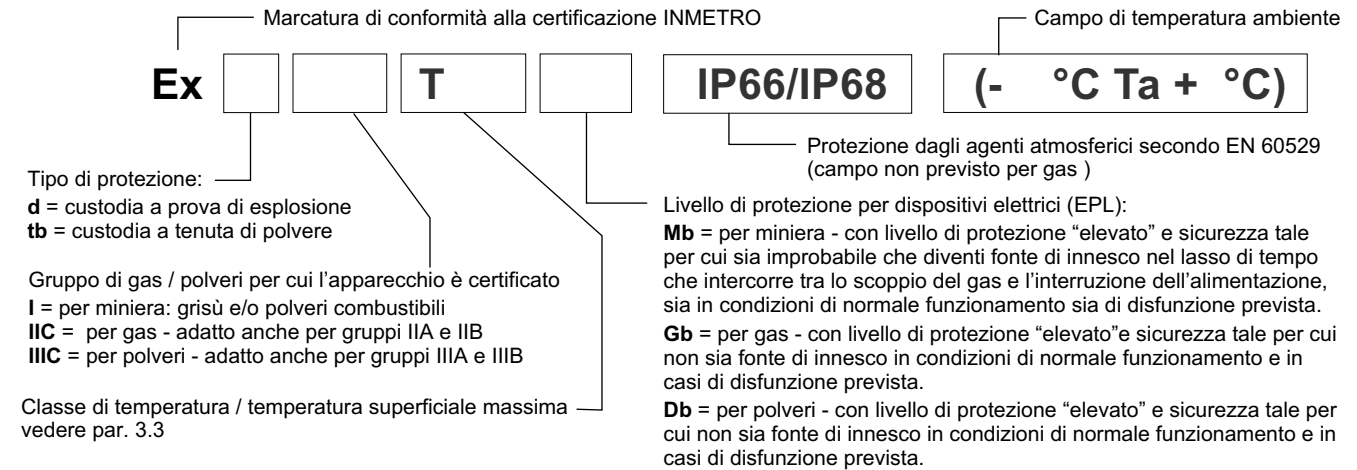 Marcatura di conformità alla certificazione INMETRO
Campo di temperatura ambiente
Ex T IP66/IP68 (- °C Ta + °C)
Protezione dagli agenti atmosferici secondo EN 60529
(campo non previsto per gas )
Tipo di protezione:
d = custodia a prova di esplosione
tb = custodia a tenuta di polvere
Gruppo di gas / polveri per cui l’apparecchio è certificato
I = per miniera: grisù e/o polveri combustibili
IIC = per gas - adatto anche per gruppi IIA e IIB
IIIC = per polveri - adatto anche per gruppi IIIA e IIIB
Classe di temperatura / temperatura superficiale massima
vedere par. 3.3
Livello di protezione per dispositivi elettrici (EPL):
Mb = per miniera - con livello di protezione “elevato” e sicurezza tale
per cui sia improbabile che diventi fonte di innesco nel lasso di tempo
che intercorre tra lo scoppio del gas e l’interruzione dell’alimentazione,
sia in condizioni di normale funzionamento sia di disfunzione prevista.
Gb = per gas - con livello di protezione “elevato”e sicurezza tale per cui
non sia fonte di innesco in condizioni di normale funzionamento e in
casi di disfunzione prevista.
Db = per polveri - con livello di protezione “elevato” e sicurezza tale per
cui non sia fonte di innesco in condizioni di normale funzionamento e in
casi di disfunzione prevista.